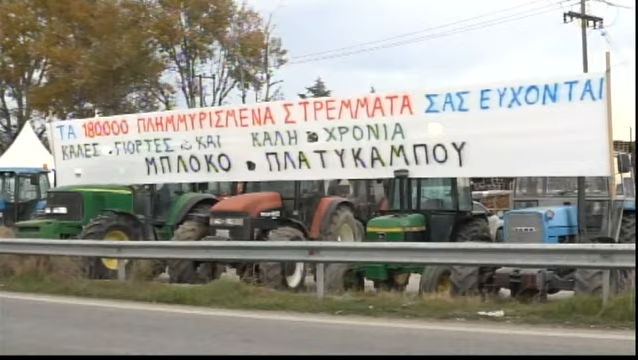 ΤΑ 180000 ΠΛΗΜΜΥΡΙΣΜΕΝΑ ΣΤΡΕΜΜΑΤΑ ΣΑΣ ΕΥΧΟΝΤΑΙ
ΚΑΛΕΣ ΓΙΟΡΤΕΣ ΚΑΙ ΚΑΛΗ ΧΡΟΝΙΑ
ΜΠΛΟΚΟ ΠΛΑΤΥΚΑΜΠΟΥ